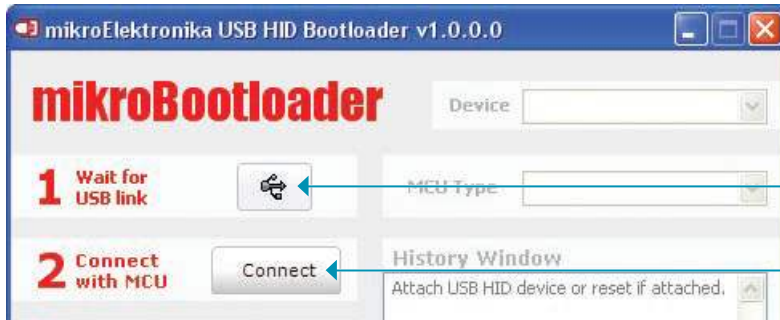 mikroElektronika USB HID Bootloader v1.0.0.0
mikroBootloader
Device
1 Wait for
USB link
MCU Type
2 Connect
with MCU
Connect
History Window
Attach USB HID device or reset if attached.